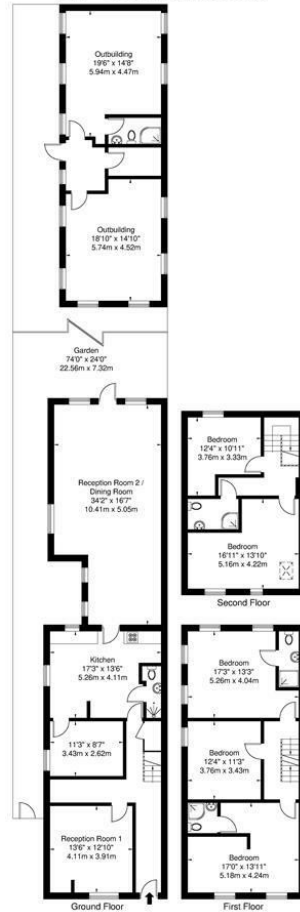 Outbuilding
19'6" x 14'8"
5.94m x 4.47m
Outbuilding
18'10" x 14'10"
5.74m x 4.52m
Garden
74'0" x 24'0"
22.56m x 7.32m
Reception Room 2 /
Dining Room
34'2" x 16'7"
10.41m x 5.05m
Kitchen
17'3" x 13'6"
5.26m x 4.11m
11'3" x 8'7"
3.43m x 2.62m
Reception Room 1
13'6" x 12'10"
4.11m x 3.91m
Ground Floor
Bedroom
12'4" x 10'11"
3.76m x 3.33m
Bedroom
16'11" x 13'10"
5.16m x 4.22m
Second Floor
Bedroom
17'3" x 13'3"
5.26m x 4.04m
Bedroom
12'4" x 11'3"
3.76m x 3.43m
Bedroom
17'0" x 13'11"
5.18m x 4.24m
First Floor